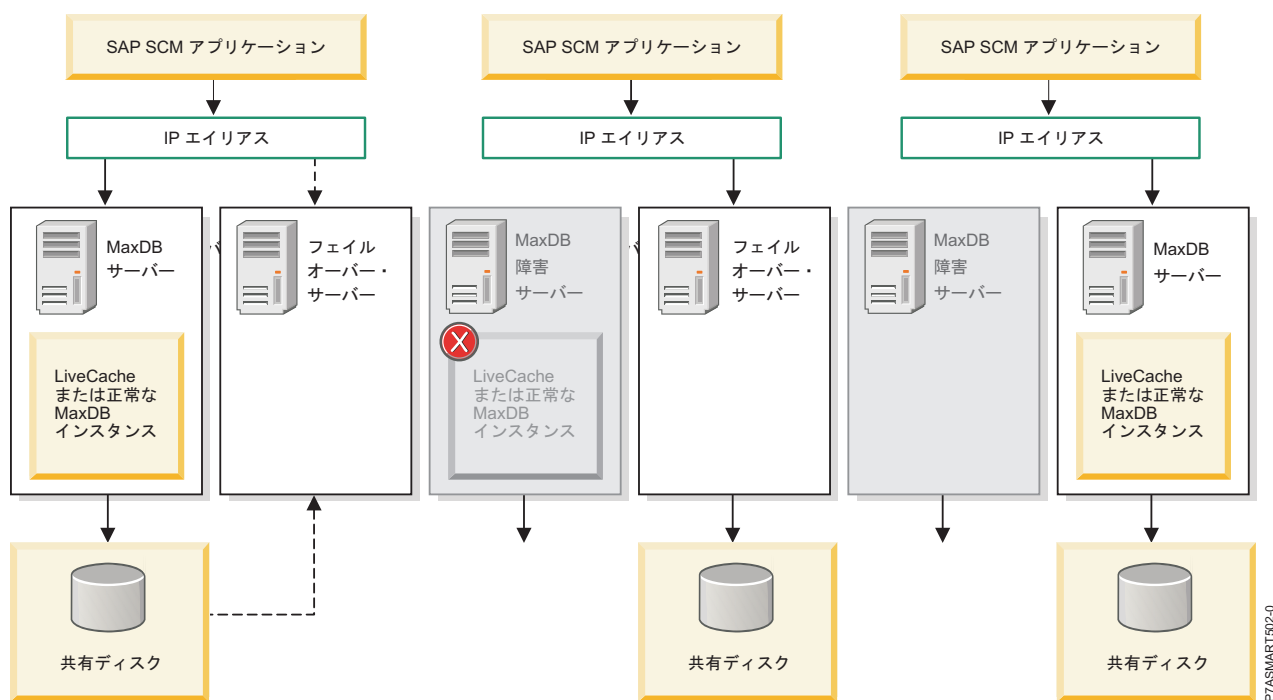 SAP SCM アプリケーション
SAP SCM アプリケーション
SAP SCM アプリケーション
IP エイリアス
IP エイリアス
IP エイリアス
MaxDB
サーバー
フェイル
オーバー・
サーバー
MaxDB
障害
サーバー
フェイル
オーバー・
サーバー
MaxDB
障害
サーバー
MaxDB
サーバー
LiveCache
または正常な
MaxDB
インスタンス
LiveCache
または正常な
MaxDB
インスタンス
LiveCache
または正常な
MaxDB
インスタンス
共有ディスク
共有ディスク
共有ディスク
P7ASMART502-0